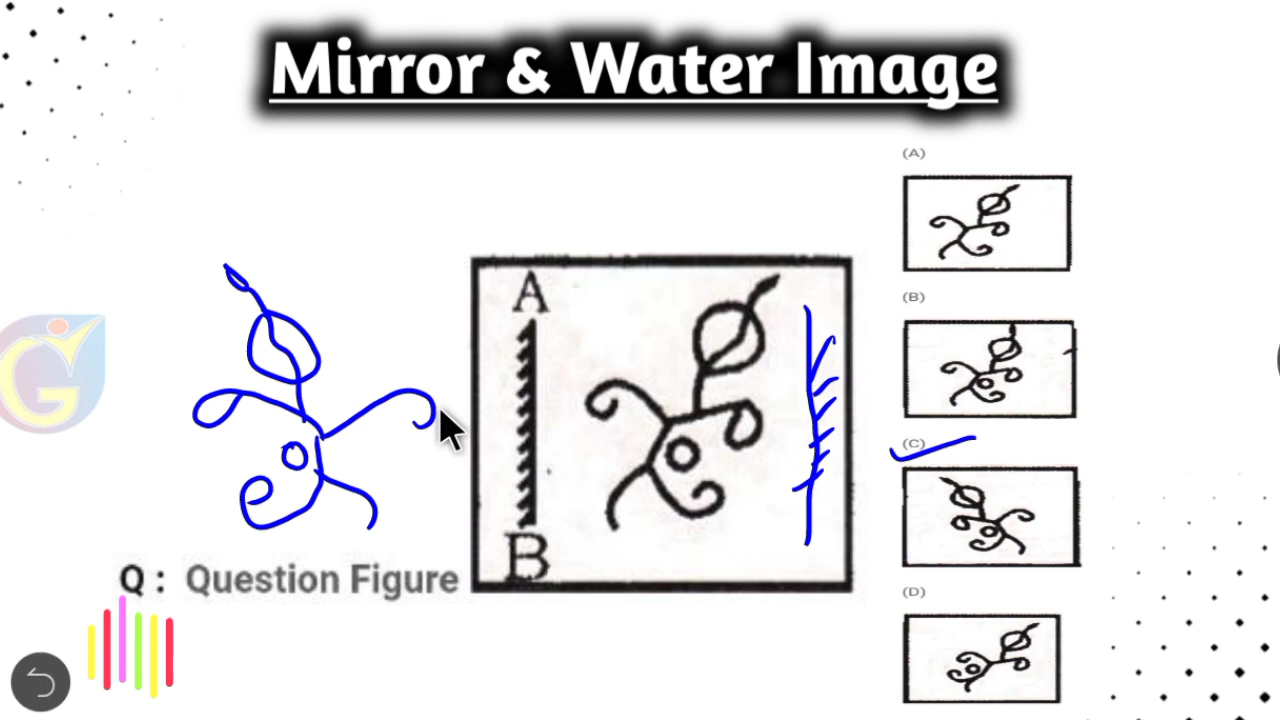 Mirror & Water Image
(A)
(B)
(C)
(D)
A
B
Q : Question Figure
G